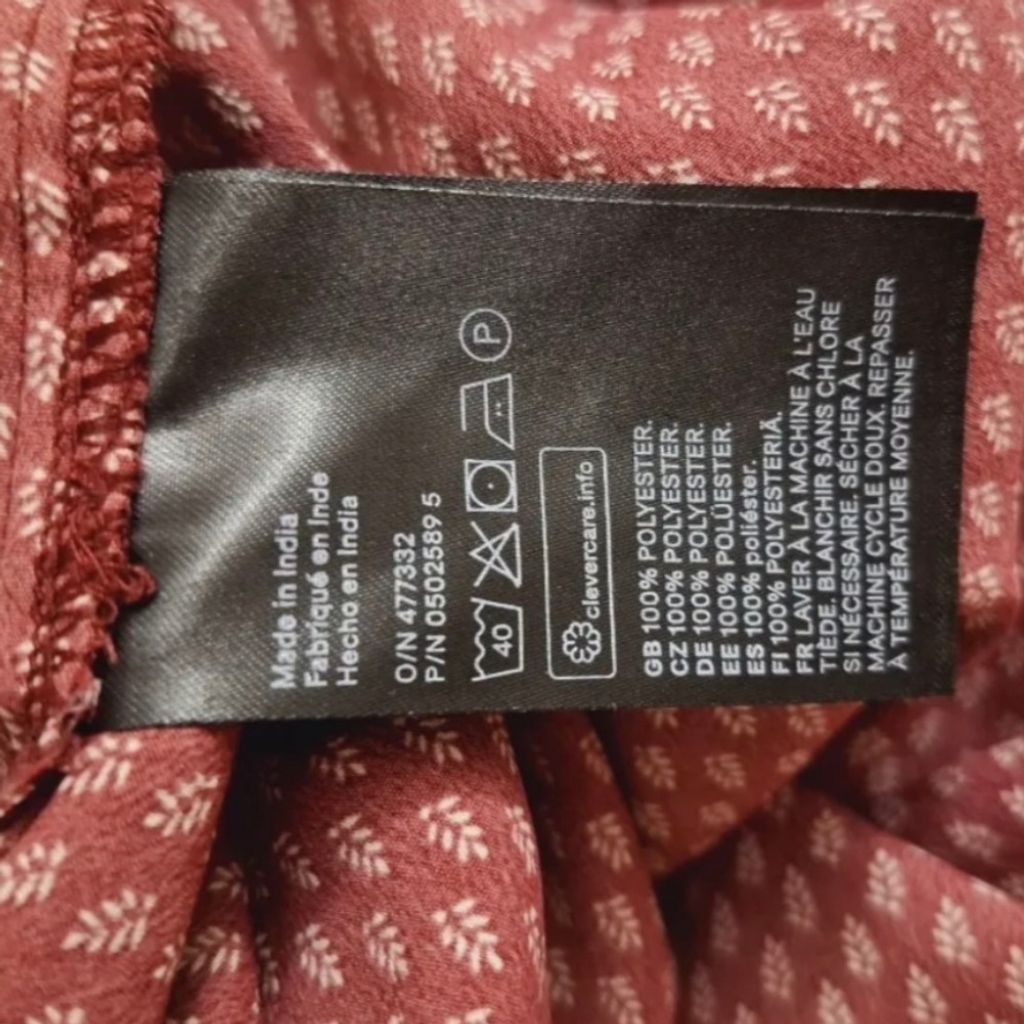 Made in India
Fabriqué en Inde
Hecho en India
O/N 477332
P/N 0502589 5
40
P
clevercare.info
GB 100% POLYESTER.
CZ 100% POLYESTER.
DE 100% POLYESTER.
EE 100% POLÜESTER.
ES 100% poliéster.
FI 100% POLYESTERIÄ.
FR LAVER À LA MACHINE À L'EAU
TIÈDE. BLANCHIR SANS CHLORE
SI NÉCESSAIRE. SÉCHER À LA
MACHINE CYCLE DOUX. REPASSER
À TEMPÉRATURE MOYENNE.